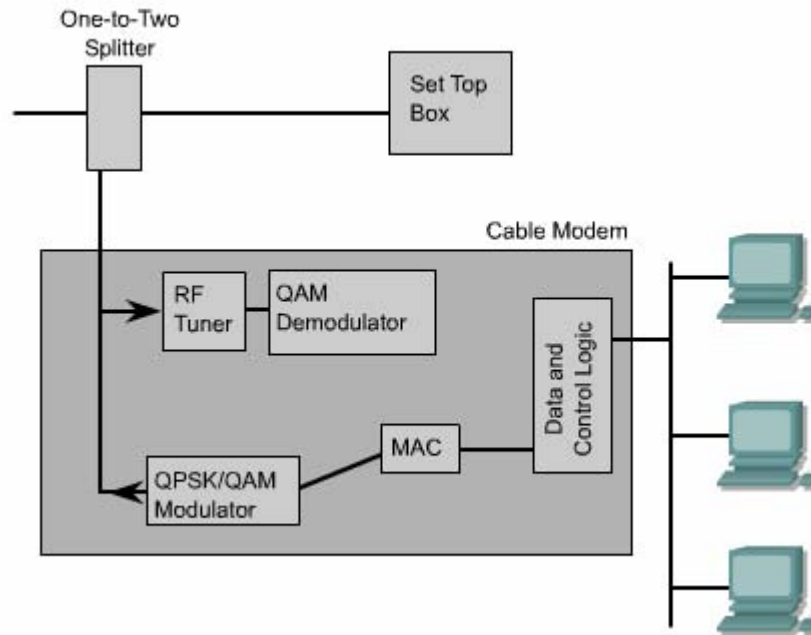 One-to-Two
Splitter
Set Top
Box
Cable Modem
RF
Tuner
QAM
Demodulator
Data and
Control Logic
MAC
QPSK/QAM
Modulator